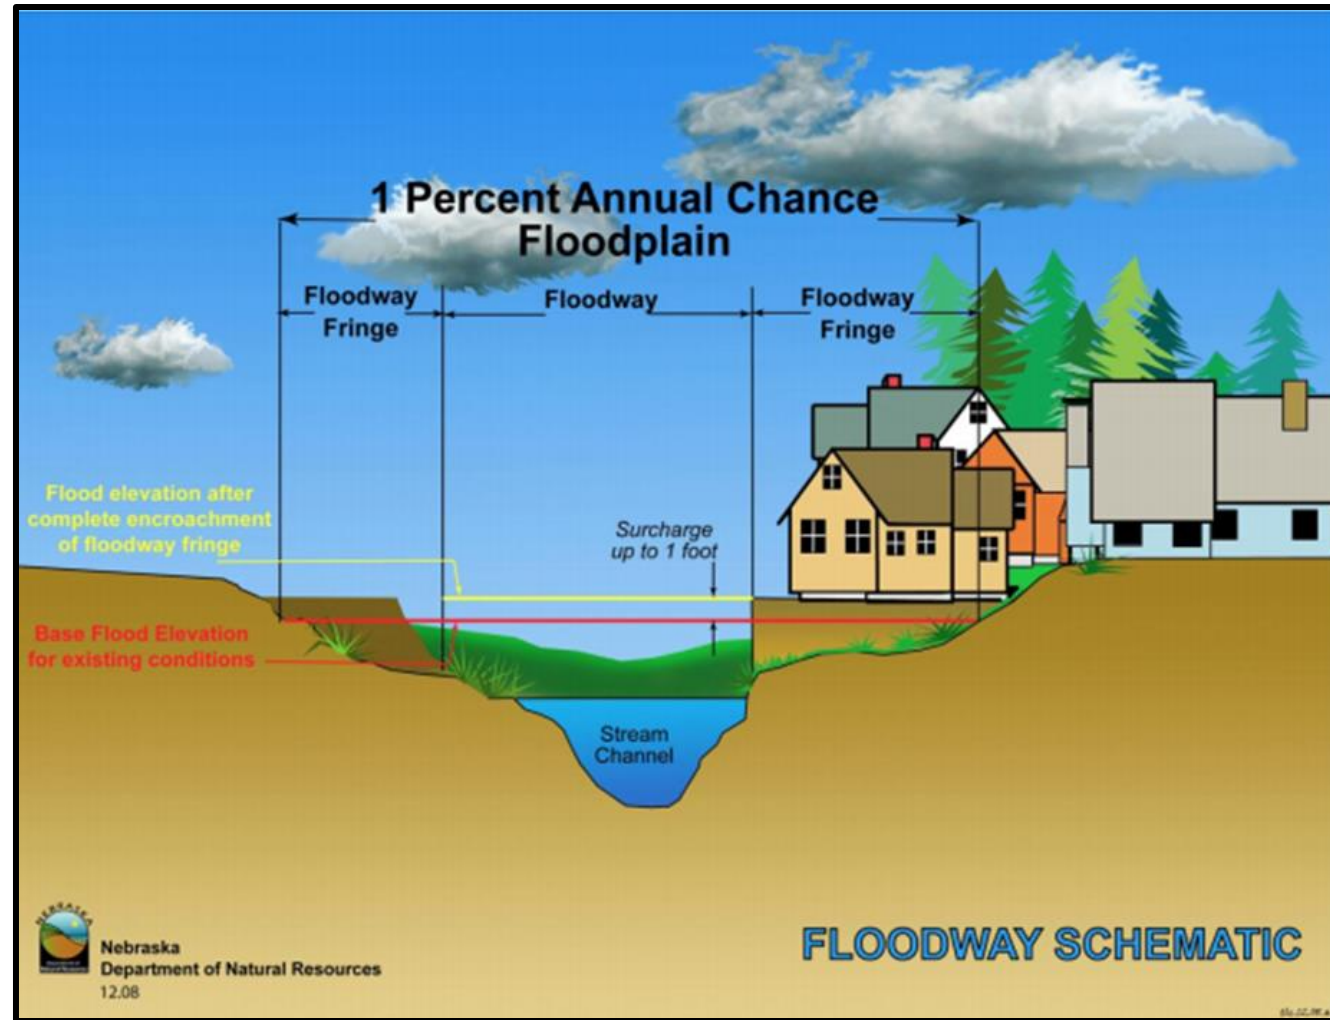 1 Percent Annual Chance
Floodplain
Floodway
Fringe
Floodway
Floodway
Fringe
Flood elevation after
complete encroachment
of floodway fringe
Surcharge
up to 1 foot
Base Flood Elevation
for existing conditions
Stream
Channel
NEBRASKA
Nebraska
Department of Natural Resources
12.08
FLOODWAY SCHEMATIC